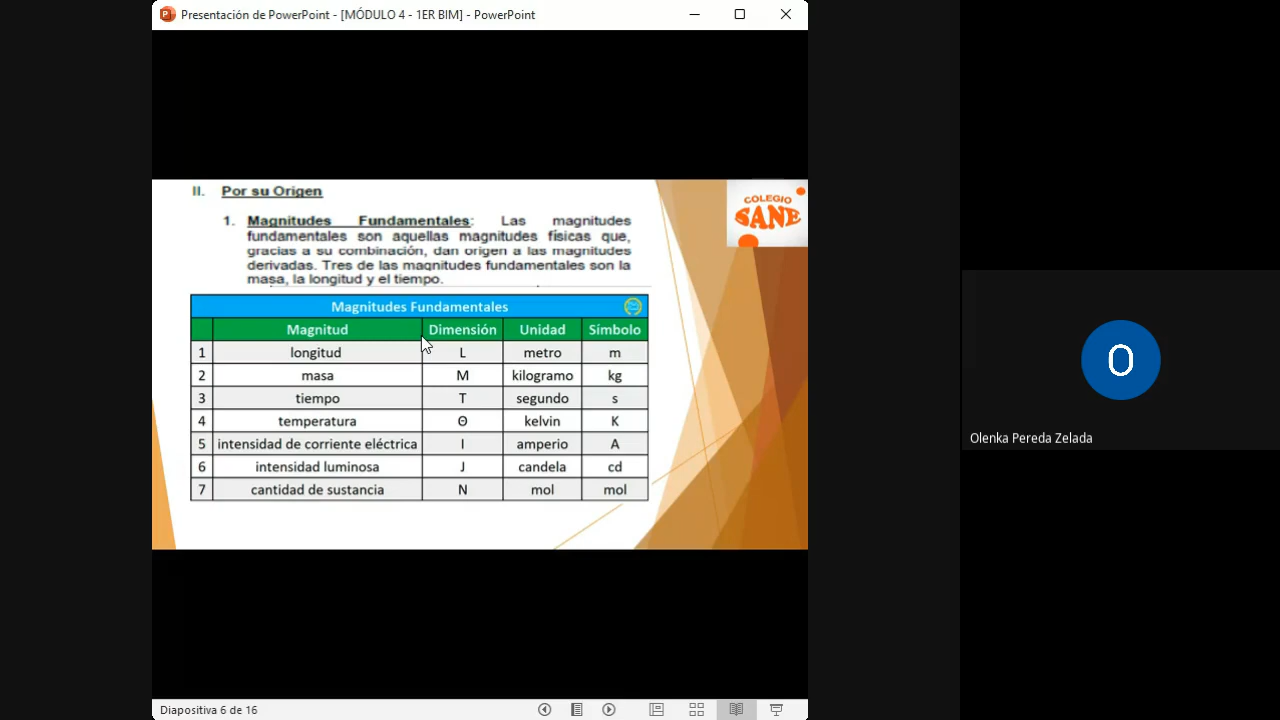 Presentación de PowerPoint - [MÓDULO 4 - 1ER BIM] - PowerPoint
II. Por su Origen
COLEGIO
SANE
1. Magnitudes Fundamentales: Las magnitudes
fundamentales son aquellas magnitudes físicas que,
gracias a su combinación, dan origen a las magnitudes
derivadas. Tres de las magnitudes fundamentales son la
masa, la longitud y el tiempo.
Magnitudes Fundamentales
Magnitud Dimensión Unidad Símbolo
1 longitud L metro m
2 masa M kilogramo kg
3 tiempo T segundo s
4 temperatura Θ kelvin K
5 intensidad de corriente eléctrica I amperio A
6 intensidad luminosa J candela cd
7 cantidad de sustancia N mol mol
O
Olenka Pereda Zelada
Diapositiva 6 de 16